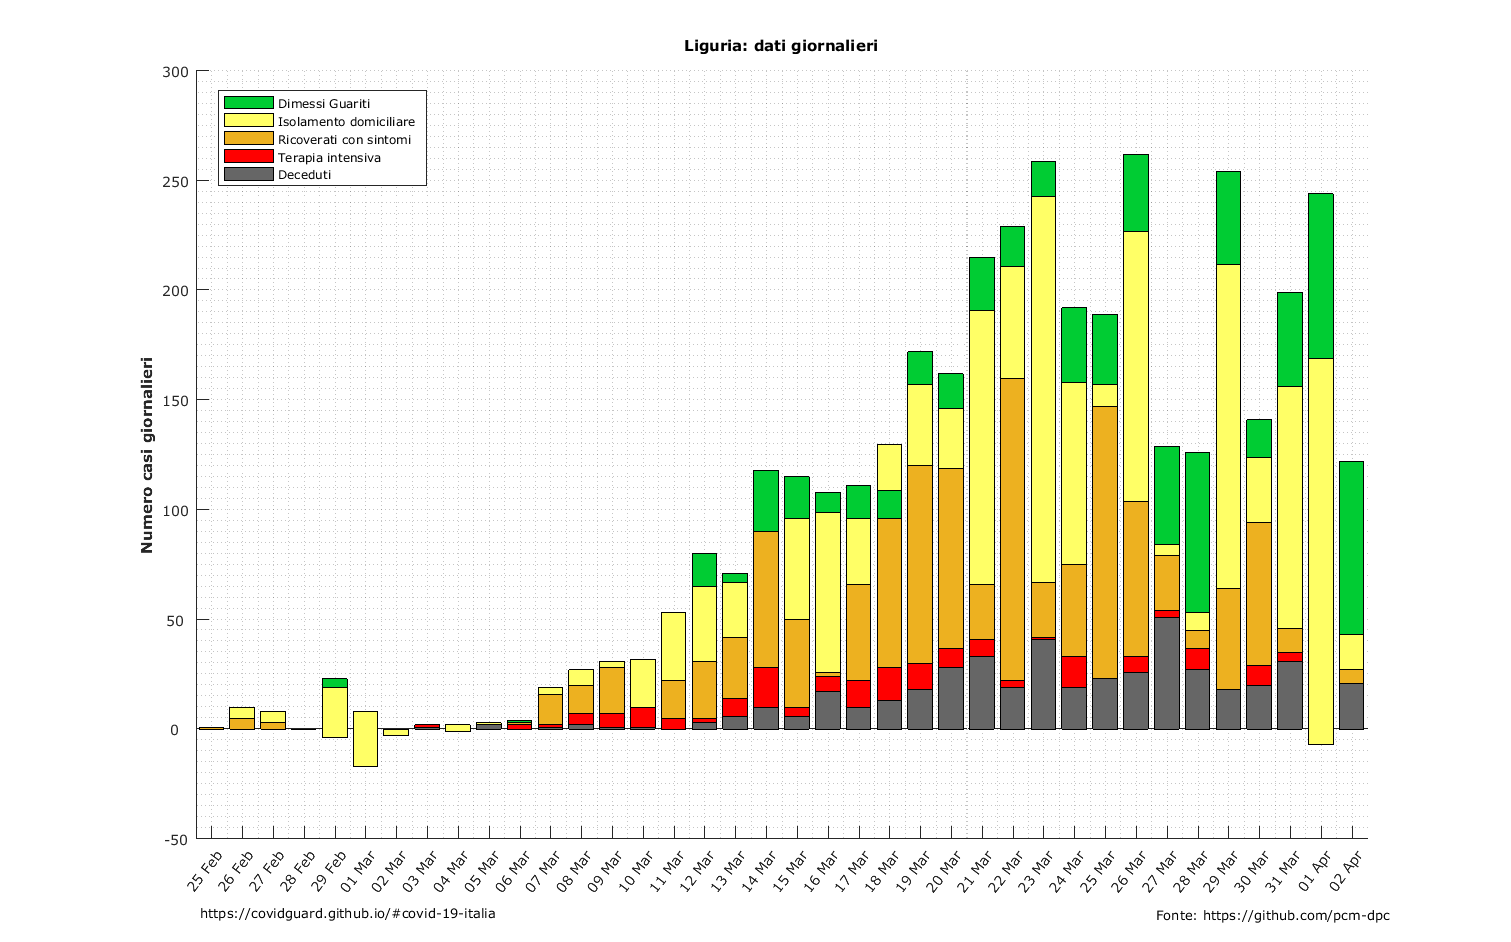 Liguria: dati giornalieri
300
250
200
150
100
50
0
-50
Numero casi giornalieri
Dimessi Guariti
Isolamento domiciliare
Ricoverati con sintomi
Terapia intensiva
Deceduti
25 Feb
26 Feb
27 Feb
28 Feb
29 Feb
01 Mar
02 Mar
03 Mar
04 Mar
05 Mar
06 Mar
07 Mar
08 Mar
09 Mar
10 Mar
11 Mar
12 Mar
13 Mar
14 Mar
15 Mar
16 Mar
17 Mar
18 Mar
19 Mar
20 Mar
21 Mar
22 Mar
23 Mar
24 Mar
25 Mar
26 Mar
27 Mar
28 Mar
29 Mar
30 Mar
31 Mar
01 Apr
02 Apr
https://covidguard.github.io/#covid-19-italia
Fonte: https://github.com/pcm-dpc